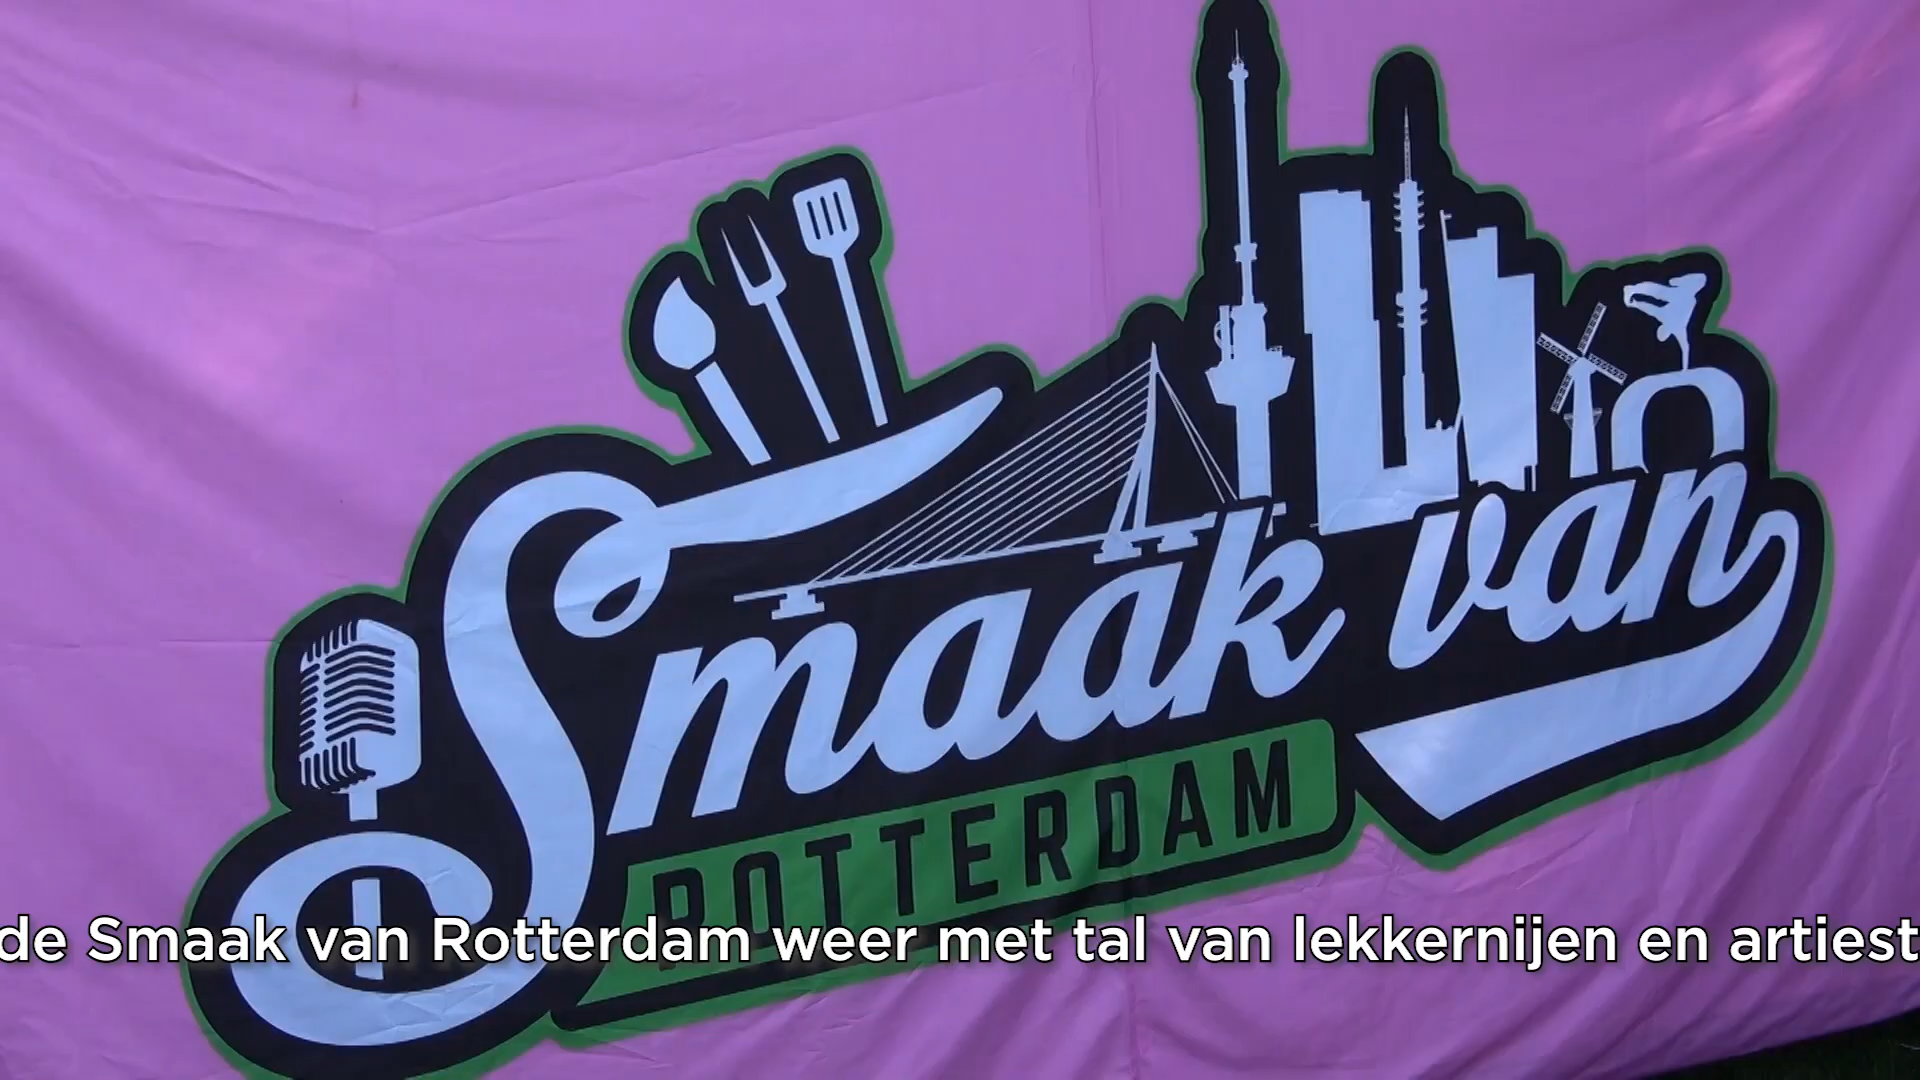 Smaak van
ROTTERDAM
de Smaak van Rotterdam weer met tal van lekkernijen en artiest